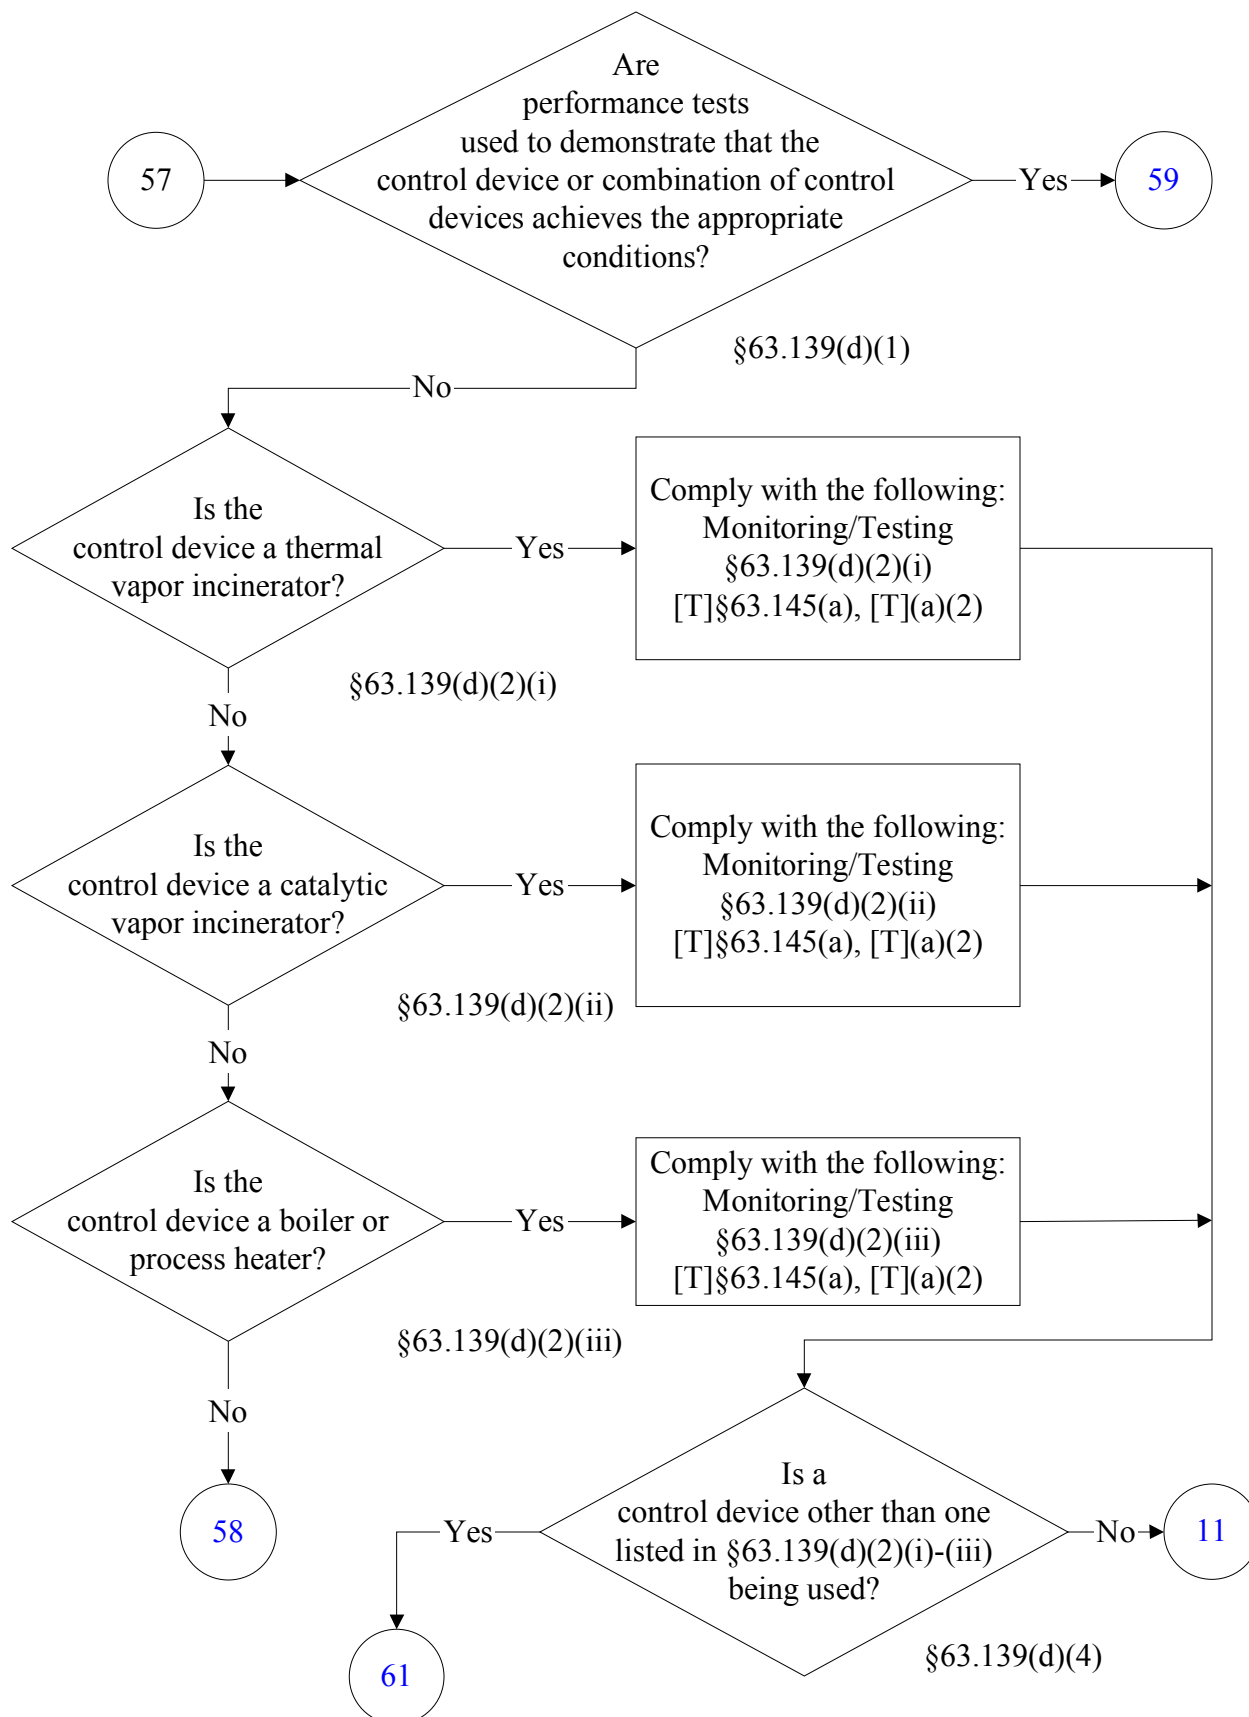 Are
performance tests
used to demonstrate that the
control device or combination of control
devices achieves the appropriate
conditions?
57
Yes
59
§63.139(d)(1)
No
Is the
control device a thermal
vapor incinerator?
Yes
Comply with the following:
Monitoring/Testing
§63.139(d)(2)(i)
[T]§63.145(a), [T](a)(2)
§63.139(d)(2)(i)
No
Is the
control device a catalytic
vapor incinerator?
Yes
Comply with the following:
Monitoring/Testing
§63.139(d)(2)(ii)
[T]§63.145(a), [T](a)(2)
§63.139(d)(2)(ii)
No
Is the
control device a boiler or
process heater?
Yes
Comply with the following:
Monitoring/Testing
§63.139(d)(2)(iii)
[T]§63.145(a), [T](a)(2)
§63.139(d)(2)(iii)
No
58
Is a
control device other than one
listed in §63.139(d)(2)(i)-(iii)
being used?
Yes
No
11
61
§63.139(d)(4)